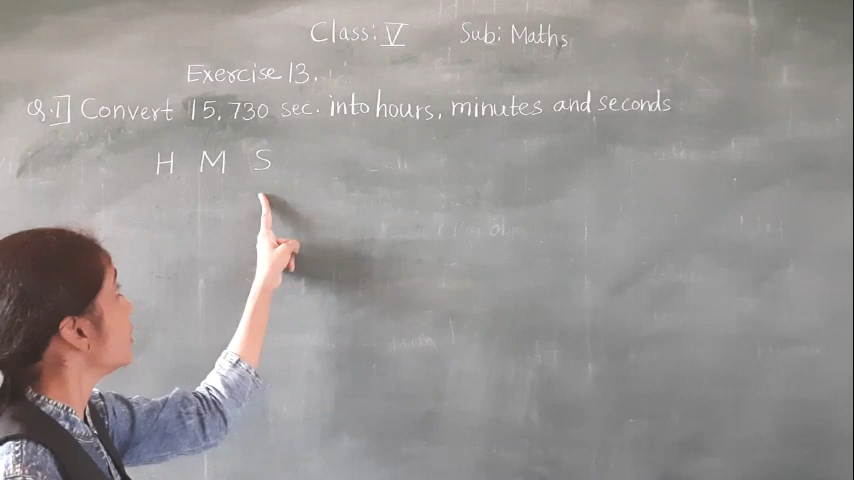 Class: V Sub: Maths
Exercise 13.
Q.1] Convert 15,730 sec. into hours, minutes and seconds
H M S